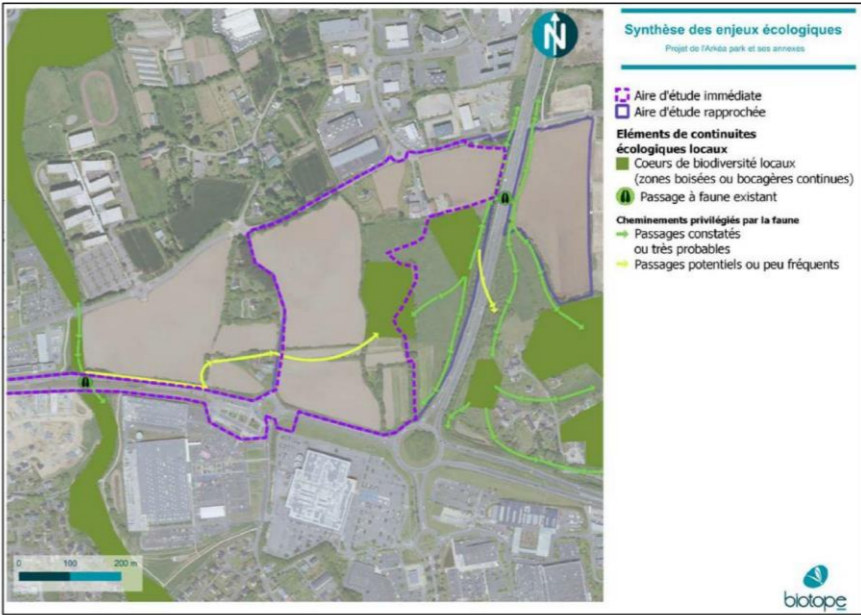 N
Synthèse des enjeux écologiques
Projet de l'Arkéa park et ses annexes
Aire d'étude immédiate
Aire d'étude rapprochée
Eléments de continuites
écologiques locaux
Coeurs de biodiversité locaux
(zones boisées ou bocagères continues)
Passage à faune existant
Cheminements privilégiés par la faune
Passages constatés
ou très probables
Passages potentiels ou peu fréquents
0 100 200 m
biotope